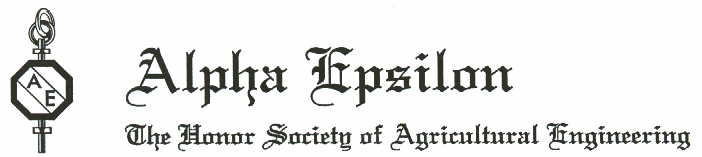 A
E
Alpha Epsilon
The Honor Society of Agricultural Engineering